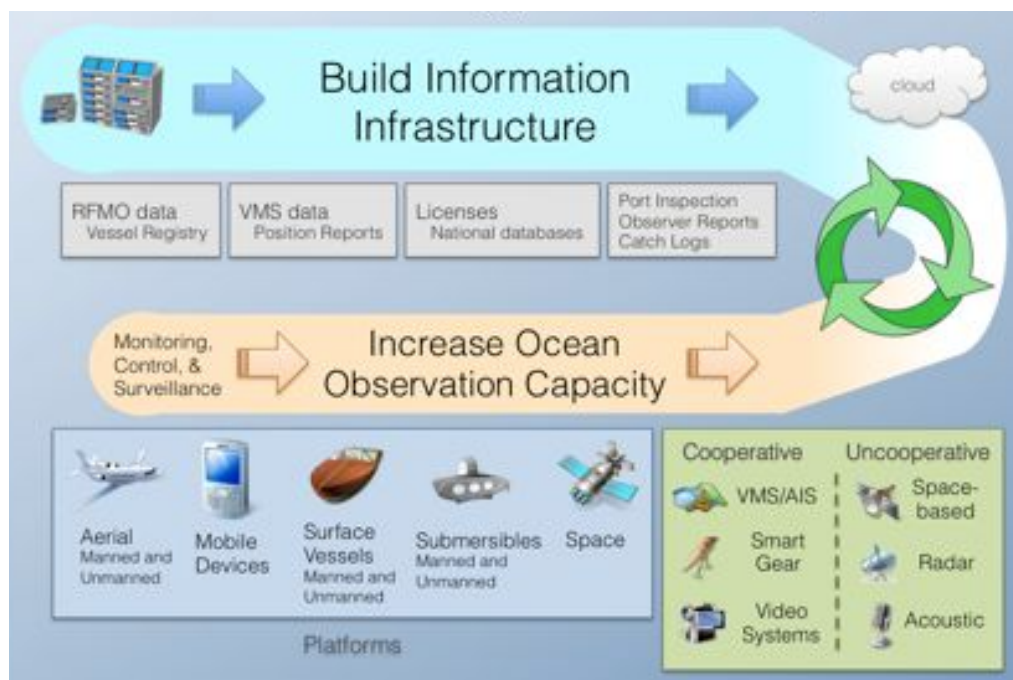 Build Information
Infrastructure
cloud
RFMO data
Vessel Registry
VMS data
Position Reports
Licenses
National databases
Port Inspection
Observer Reports
Catch Logs
Monitoring,
Control, &
Surveillance
Increase Ocean
Observation Capacity
Aerial
Manned and
Unmanned
Mobile
Devices
Surface
Vessels
Manned and
Unmanned
Submersibles
Manned and
Unmanned
Space
Platforms
Cooperative
VMS/AIS
Smart
Gear
Video
Systems
Uncooperative
Space-
based
Radar
Acoustic